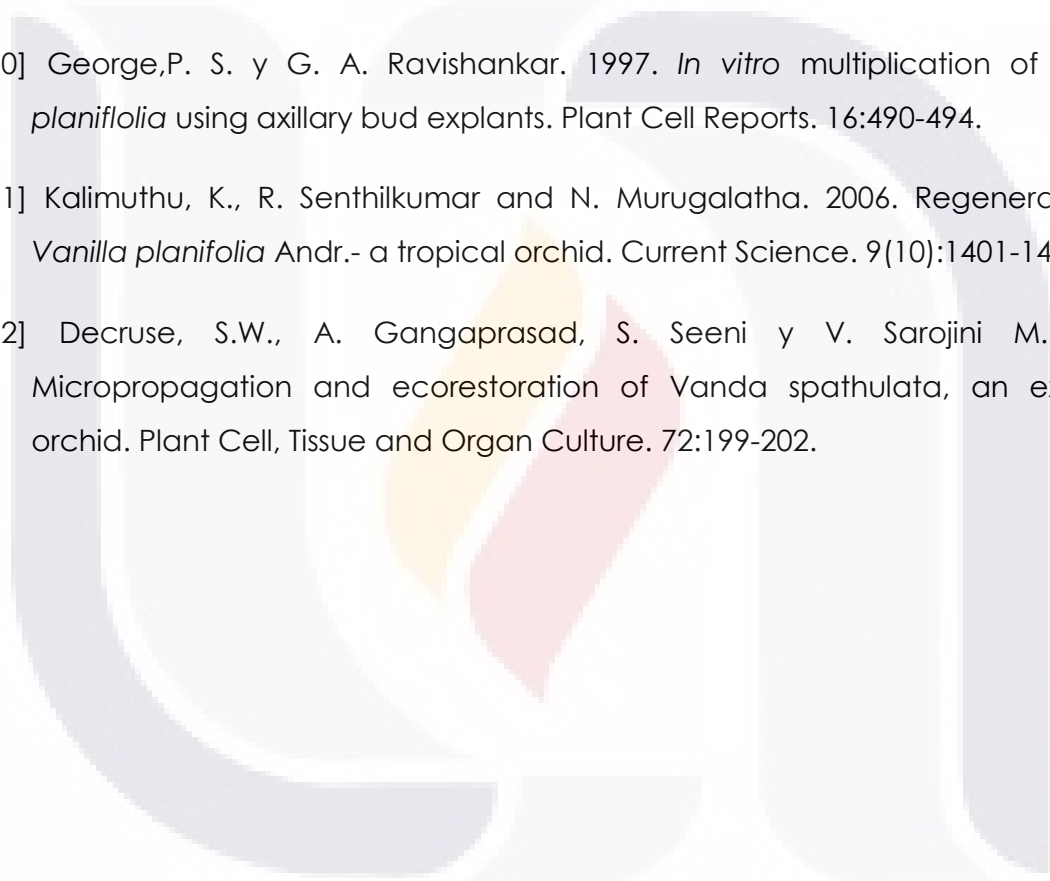 0] George,P. S. y G. A. Ravishankar. 1997. In vitro multiplication of
planiflolia using axillary bud explants. Plant Cell Reports. 16:490-494.
1] Kalimuthu, K., R. Senthilkumar and N. Murugalatha. 2006.
Vanilla planifolia Andr.- a tropical orchid. Current Science. 9(10):1401-14
2] Decruse, S.W., A. Gangaprasad, S. Seeni y V. Sarojini M.
Micropropagation and ecorestoration of Vanda spathulata, an
orchid. Plant Cell, Tissue and Organ Culture. 72:199-202.